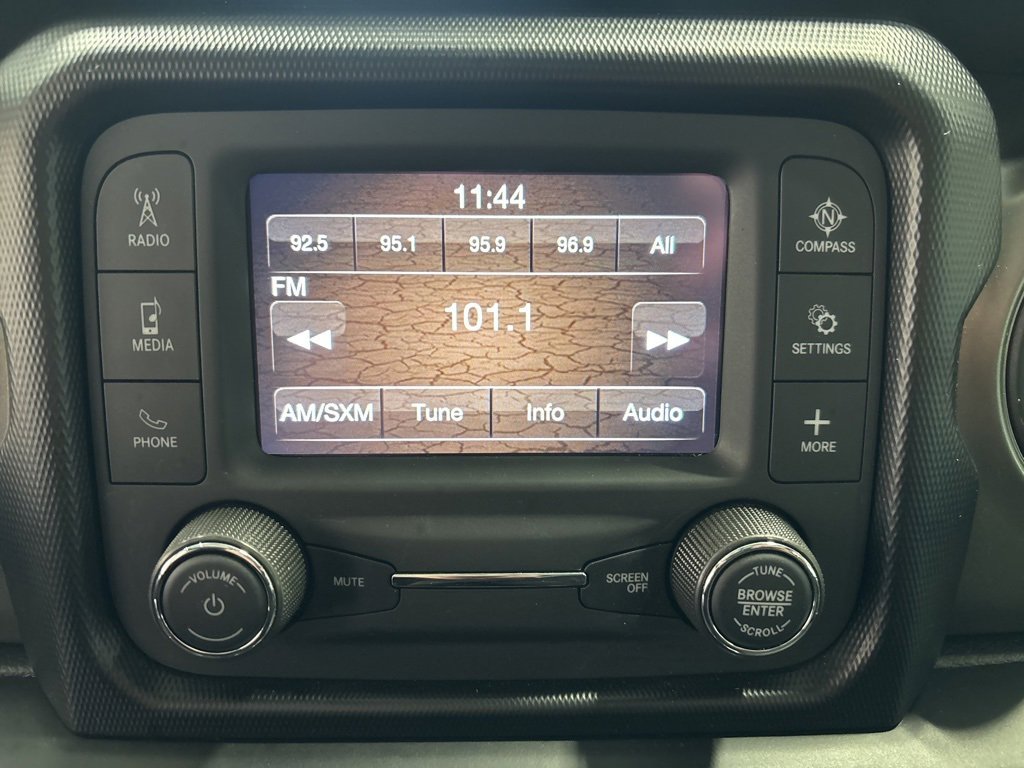 11:44
92.5 95.1 95.9 96.9 All
FM
101.1
AM/SXM Tune Info Audio
RADIO
MEDIA
PHONE
N
COMPASS
SETTINGS
MORE
VOLUME
MUTE
SCREEN
OFF
TUNE
BROWSE
ENTER
SCROLL